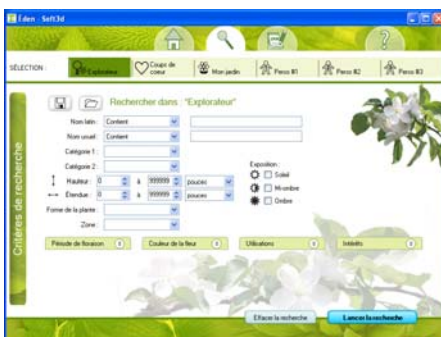 Éden - Soft3d
SÉLECTION :
Explorateur
Coups de coeur
Mon jardin
Perso #1
Perso #2
Perso #3
Critères de recherche
Rechercher dans : "Explorateur"
Nom latin : Contient
Nom usuel : Contient
Catégorie 1 :
Catégorie 2 :
Hauteur : 0 à 999999 pouces
Étendue : 0 à 999999 pouces
Forme de la plante :
Zone :
Exposition :
Soleil
Mi-ombre
Ombre
Période de floraison
Couleur de la fleur
Utilisations
Intérêts
Effacer la recherche
Lancer la recherche